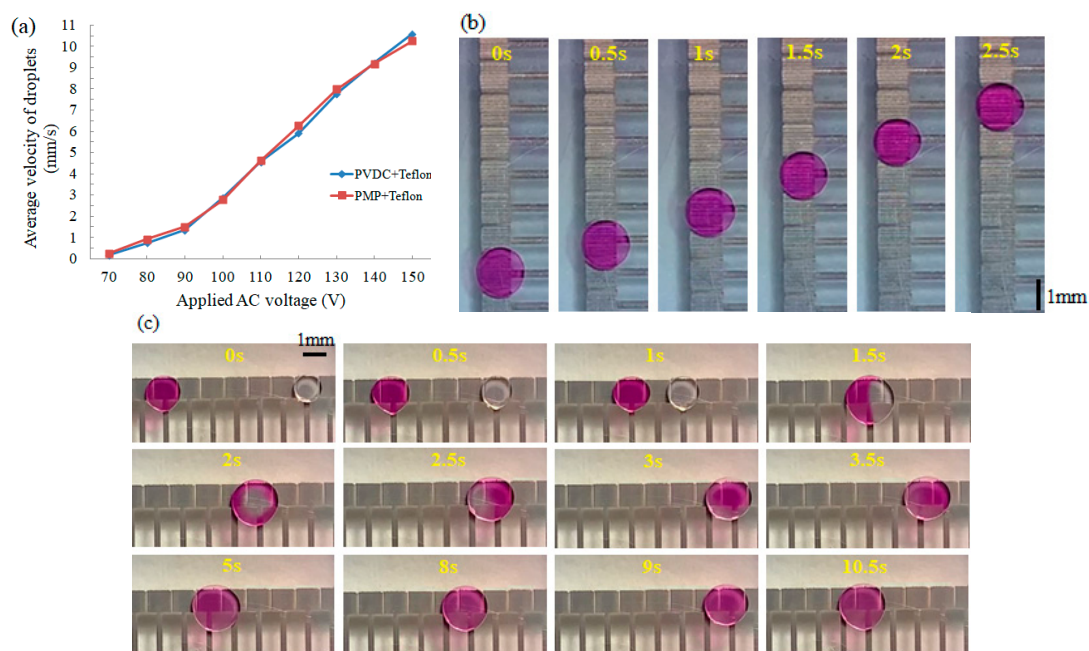 (a)
11
10
9
8
7
6
5
4
3
2
1
0
Average velocity of droplets
(mm/s)
70 80 90 100 110 120 130 140 150
Applied AC voltage (V)
PVDC+Teflon
PMP+Teflon
(b)
0s 0.5s 1s 1.5s 2s 2.5s
1mm
(c)
0s 1mm 0.5s 1s 1.5s
2s 2.5s 3s 3.5s
5s 8s 9s 10.5s